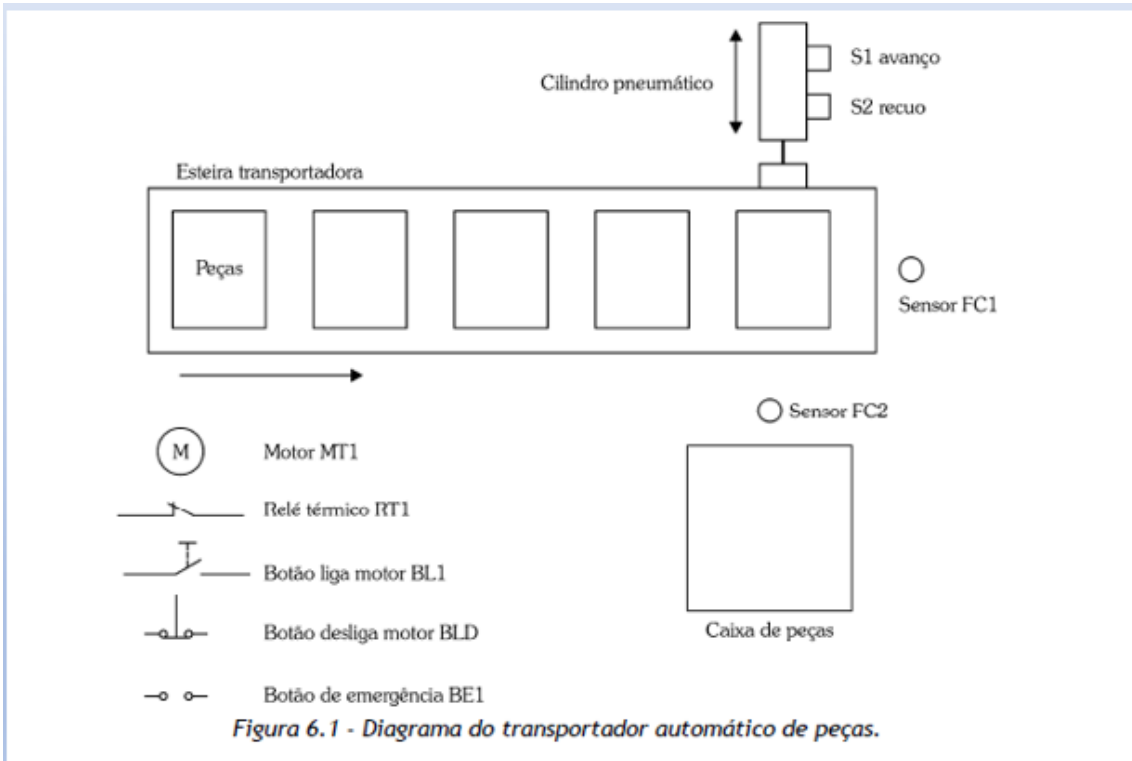 S1 avanço
Cilindro pneumático
S2 recuo
Esteira transportadora
Peças
Sensor FC1
Sensor FC2
M
Motor MT1
Relé térmico RT1
Botão liga motor BL1
Botão desliga motor BLD
Caixa de peças
Botão de emergência BE1
Figura 6.1 - Diagrama do transportador automático de peças.